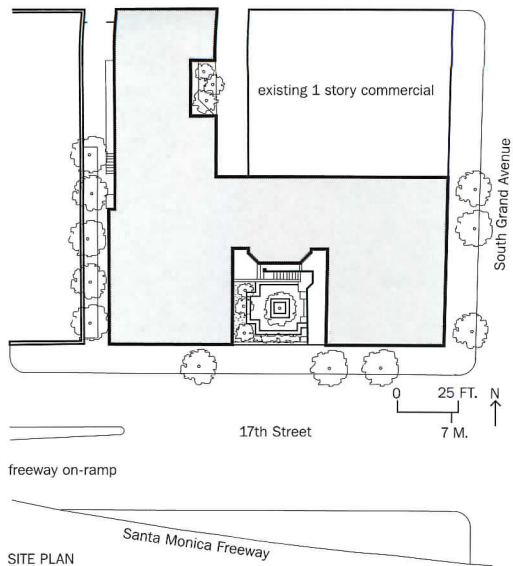 existing 1 story commercial
South Grand Avenue
0 25 FT. N
7 M.
17th Street
freeway on-ramp
Santa Monica Freeway
SITE PLAN